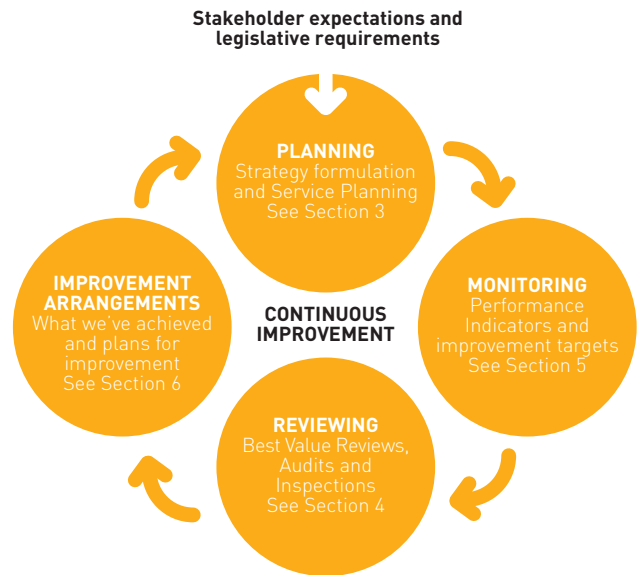 Stakeholder expectations and
legislative requirements
PLANNING
Strategy formulation
and Service Planning
See Section 3
MONITORING
Performance
Indicators and
improvement targets
See Section 5
REVIEWING
Best Value Reviews,
Audits and
Inspections
See Section 4
IMPROVEMENT
ARRANGEMENTS
What we've achieved
and plans for
improvement
See Section 6
CONTINUOUS
IMPROVEMENT